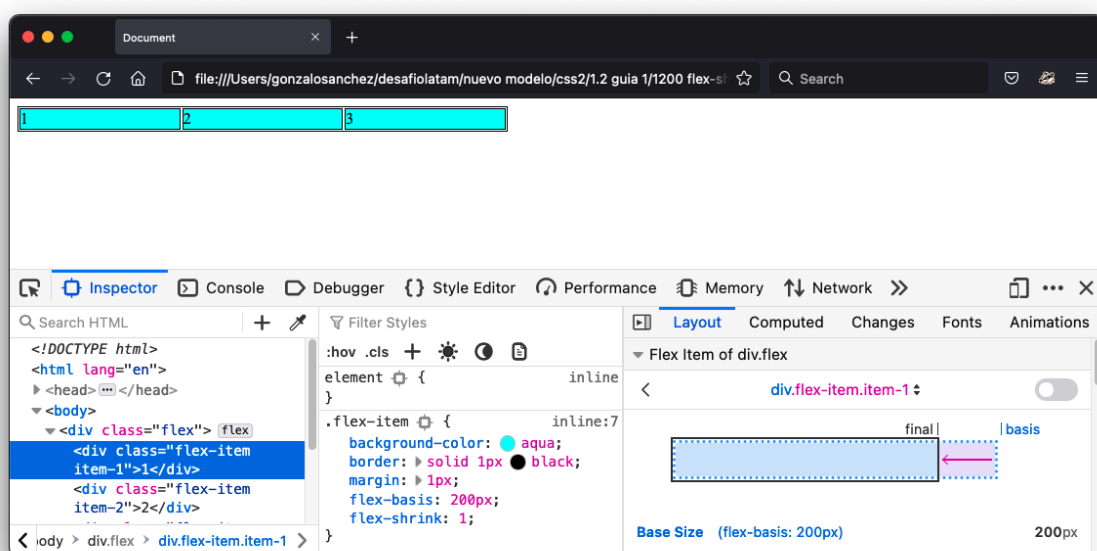 Document
file:///Users/gonzalosanchez/desafiolatam/nuevo modelo/css2/1.2 guia 1/1200 flex-sh
Search
1 2 3
Inspector Console Debugger Style Editor Performance Memory Network
Search HTML
<!DOCTYPE html>
<html lang="en">
<head> </head>
<body>
<div class="flex"> flex
<div class="flex-item
item-1">1</div>
<div class="flex-item
item-2">2</div>
body > div.flex > div.flex-item.item-1
Filter Styles
:hov .cls
element { inline
}
.flex-item { inline:7
background-color: aqua;
border: solid 1px black;
margin: 1px;
flex-basis: 200px;
flex-shrink: 1;
}
Layout Computed Changes Fonts Animations
Flex Item of div.flex
div.flex-item.item-1
final basis
Base Size (flex-basis: 200px) 200px